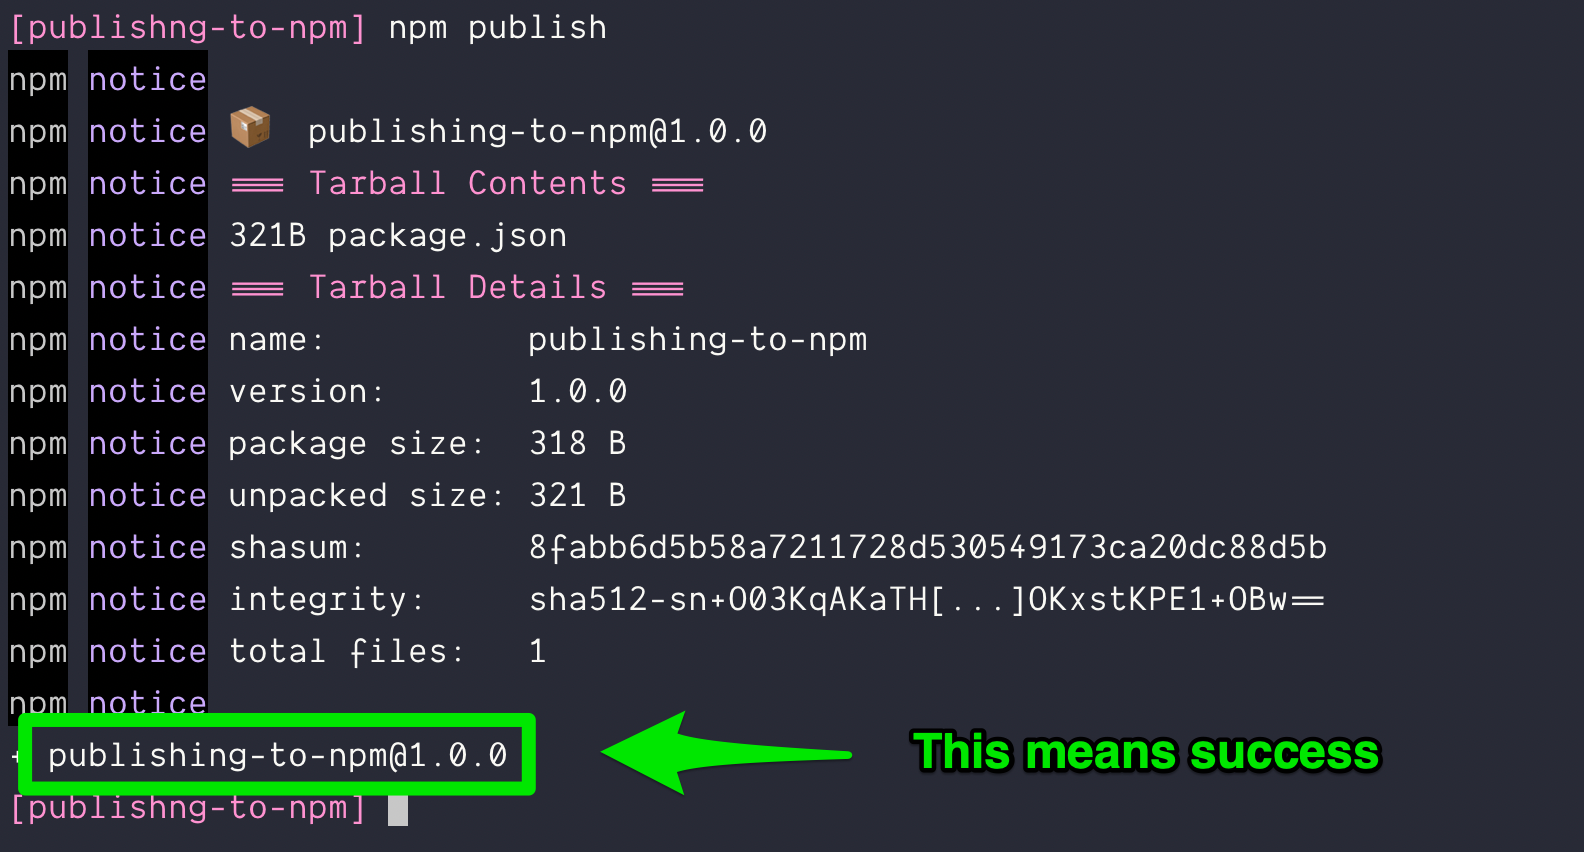 [publishng-to-npm] npm publish
npm notice
npm notice 📦 publishing-to-npm@1.0.0
npm notice === Tarball Contents ===
npm notice 321B package.json
npm notice === Tarball Details ===
npm notice name: publishing-to-npm
npm notice version: 1.0.0
npm notice package size: 318 B
npm notice unpacked size: 321 B
npm notice shasum: 8fabb6d5b58a7211728d530549173ca20dc88d5b
npm notice integrity: sha512-sn+O03KqAKaTH[...]OKxstKPE1+OBw==
npm notice total files: 1
npm notice
+ publishing-to-npm@1.0.0
This means success
[publishng-to-npm]